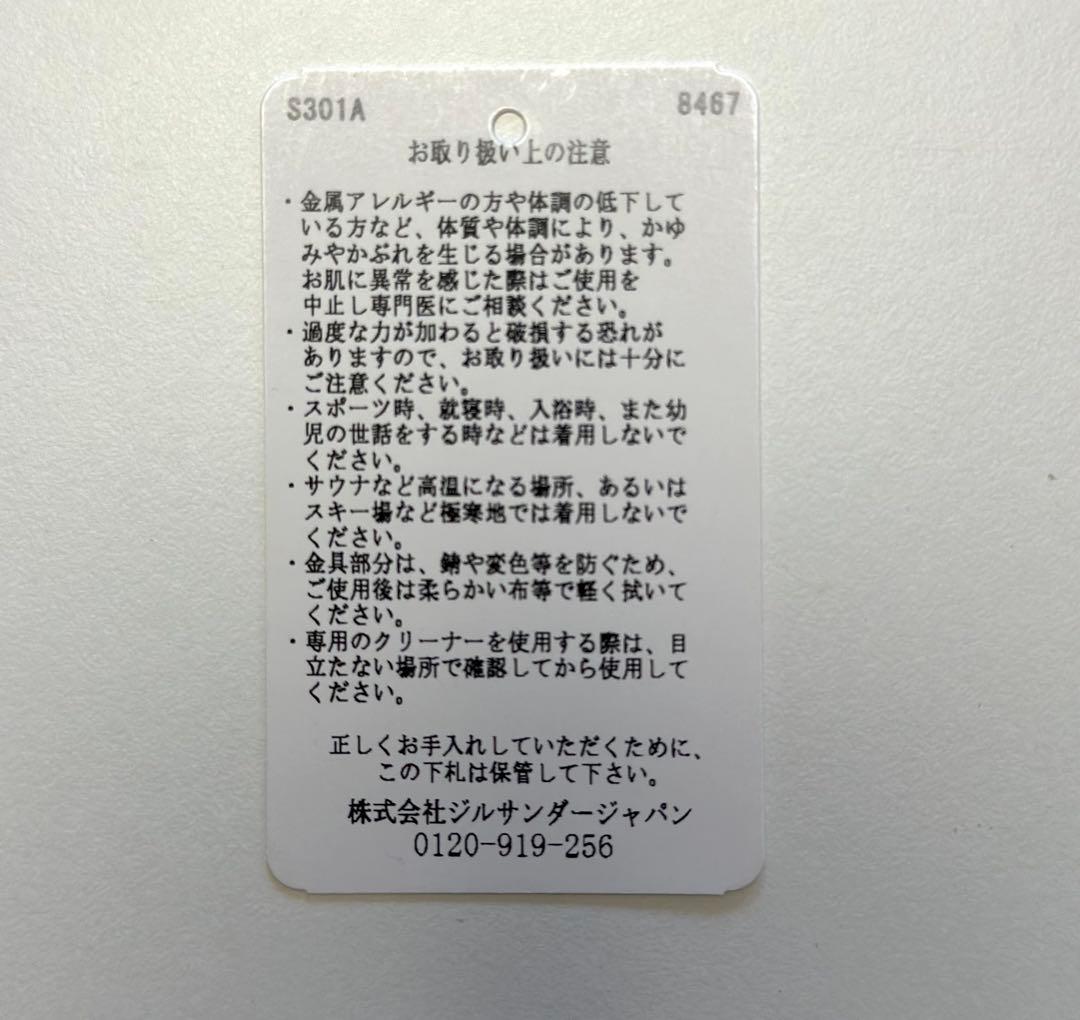 S301A 8467
お取り扱い上の注意
・金属アレルギーの方や体調の低下して
いる方など、体質や体調により、かゆ
みやかぶれを生じる場合があります。
お肌に異常を感じた際はご使用を
中止し専門医にご相談ください。
・過度な力が加わると破損する恐れが
ありますので、お取り扱いには十分に
ご注意ください。
・スポーツ時、就寝時、入浴時、また幼
児の世話をする時などは着用しないで
ください。
・サウナなど高温になる場所、あるいは
スキー場など極寒地では着用しないで
ください。
・金具部分は、錆や変色等を防ぐため、
ご使用後は柔らかい布等で軽く拭いて
ください。
・専用のクリーナーを使用する際は、目
立たない場所で確認してから使用して
ください。
正しくお手入れしていただくために、
この下札は保管して下さい。
株式会社ジルサンダージャパン
0120-919-256